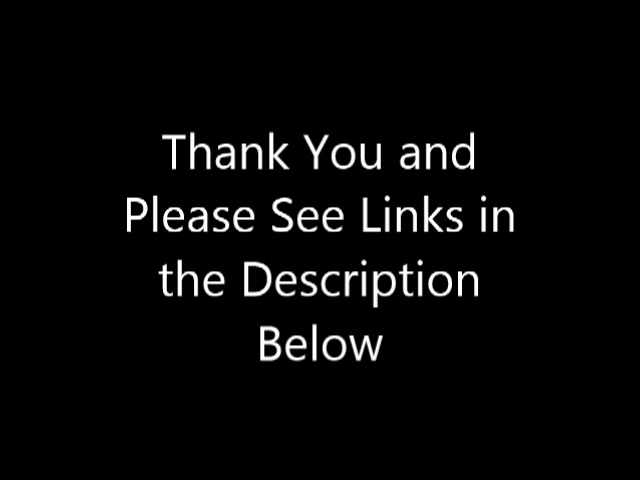 Thank You and
Please See Links in
the Description
Below